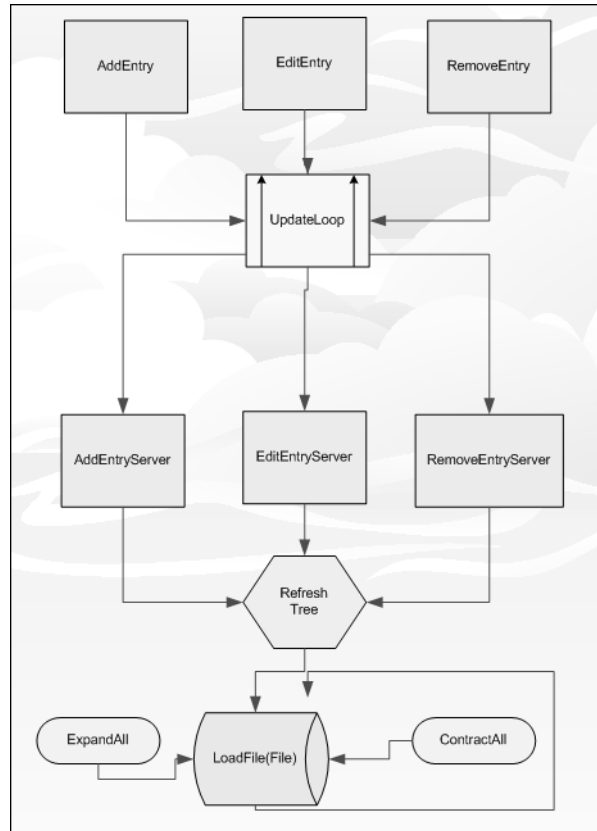 AddEntry
EditEntry
RemoveEntry
UpdateLoop
AddEntryServer
EditEntryServer
RemoveEntryServer
Refresh
Tree
ExpandAll
LoadFile(File)
ContractAll